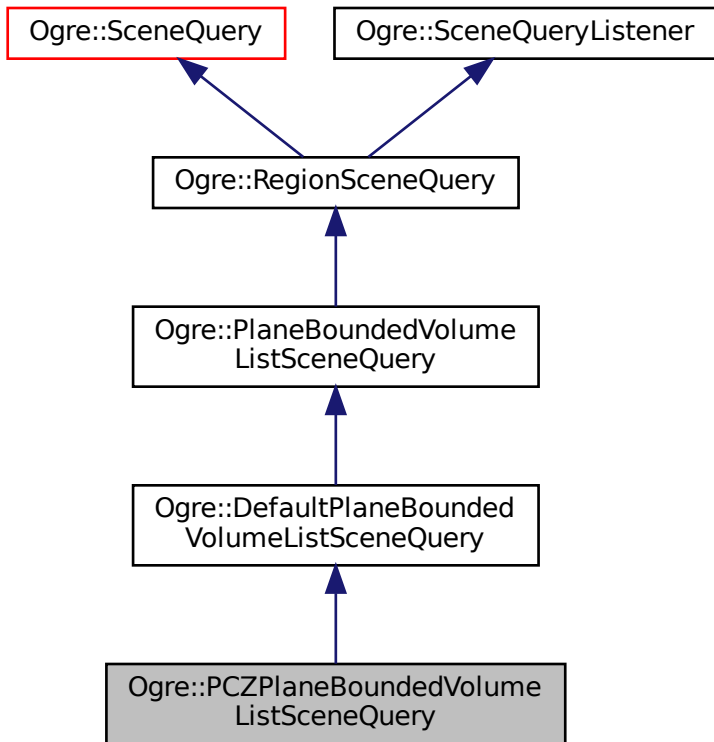 Ogre::SceneQuery
Ogre::SceneQueryListener
Ogre::RegionSceneQuery
Ogre::PlaneBoundedVolume
ListSceneQuery
Ogre::DefaultPlaneBounded
VolumeListSceneQuery
Ogre::PCZPlaneBoundedVolume
ListSceneQuery